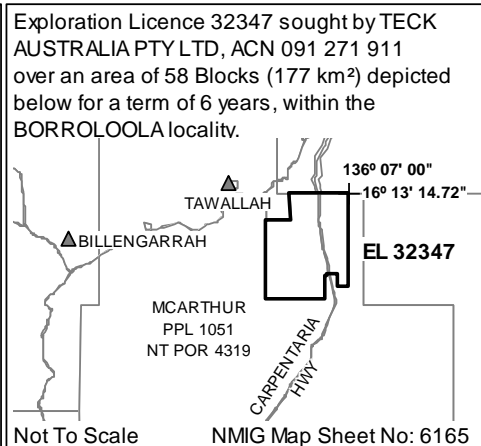 Exploration Licence 32347 sought by TECK
AUSTRALIA PTY LTD, ACN 091 271 911
over an area of 58 Blocks (177 km²) depicted
below for a term of 6 years, within the
BORROLOOLA locality.
136° 07' 00"
16° 13' 14.72"
TAWALLAH
BILLENGARRAH
EL 32347
MCARTHUR
PPL 1051
NT POR 4319
CARPENTARIA
HWY
Not To Scale
NMIG Map Sheet No: 6165